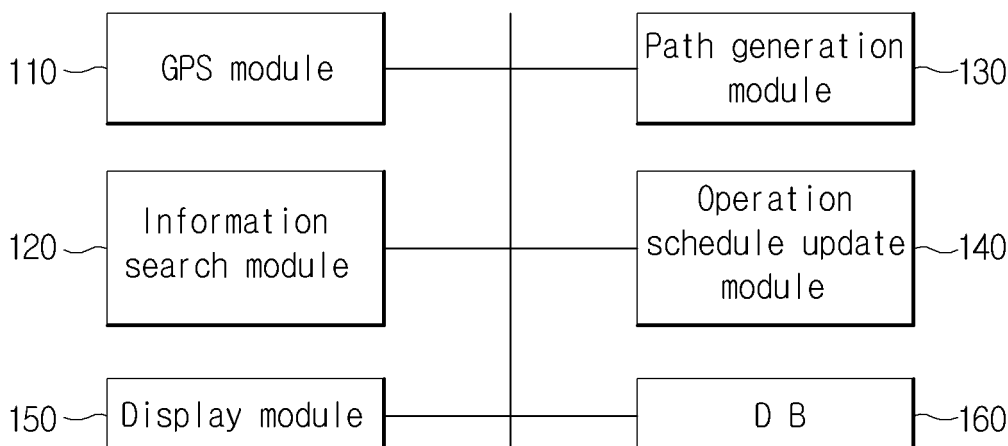 110
GPS module
Path generation
module
130
120
Information
search module
Operation
schedule update
module
140
150
Display module
D B
160